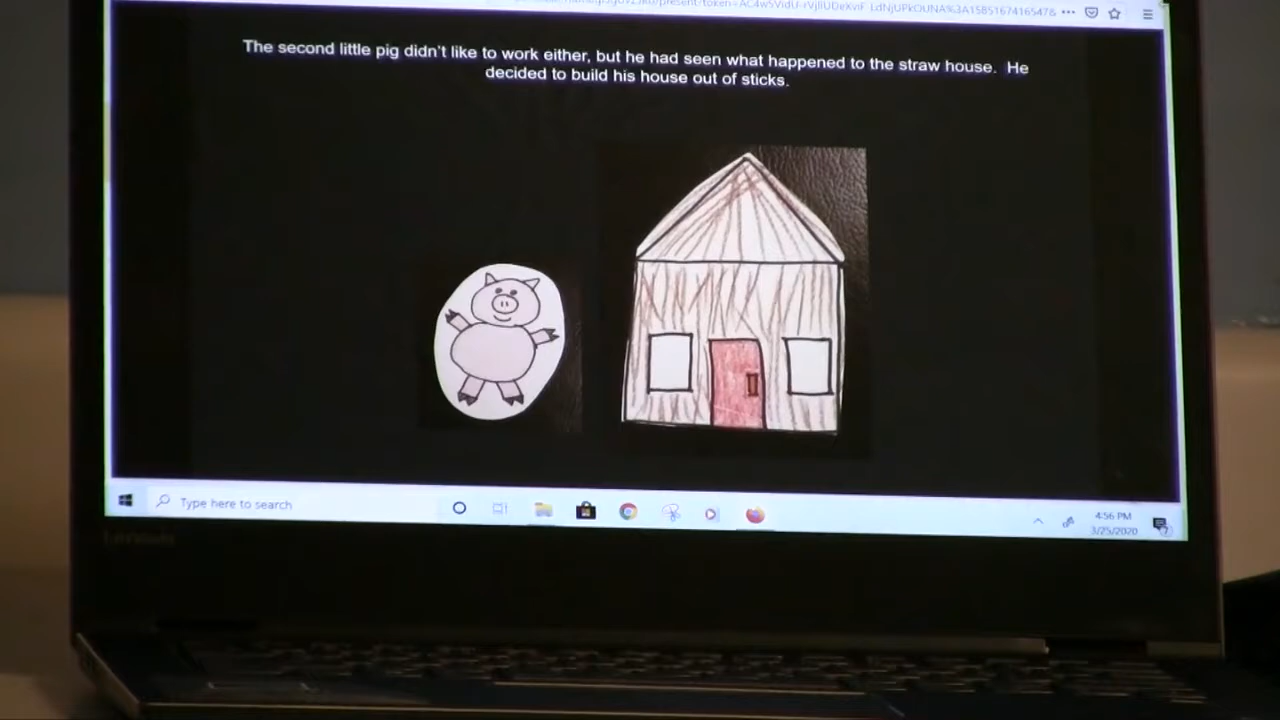 The second little pig didn't like to work either, but he had seen what happened to the straw house. He
decided to build his house out of sticks.
Type here to search
4:56 PM
3/25/2020